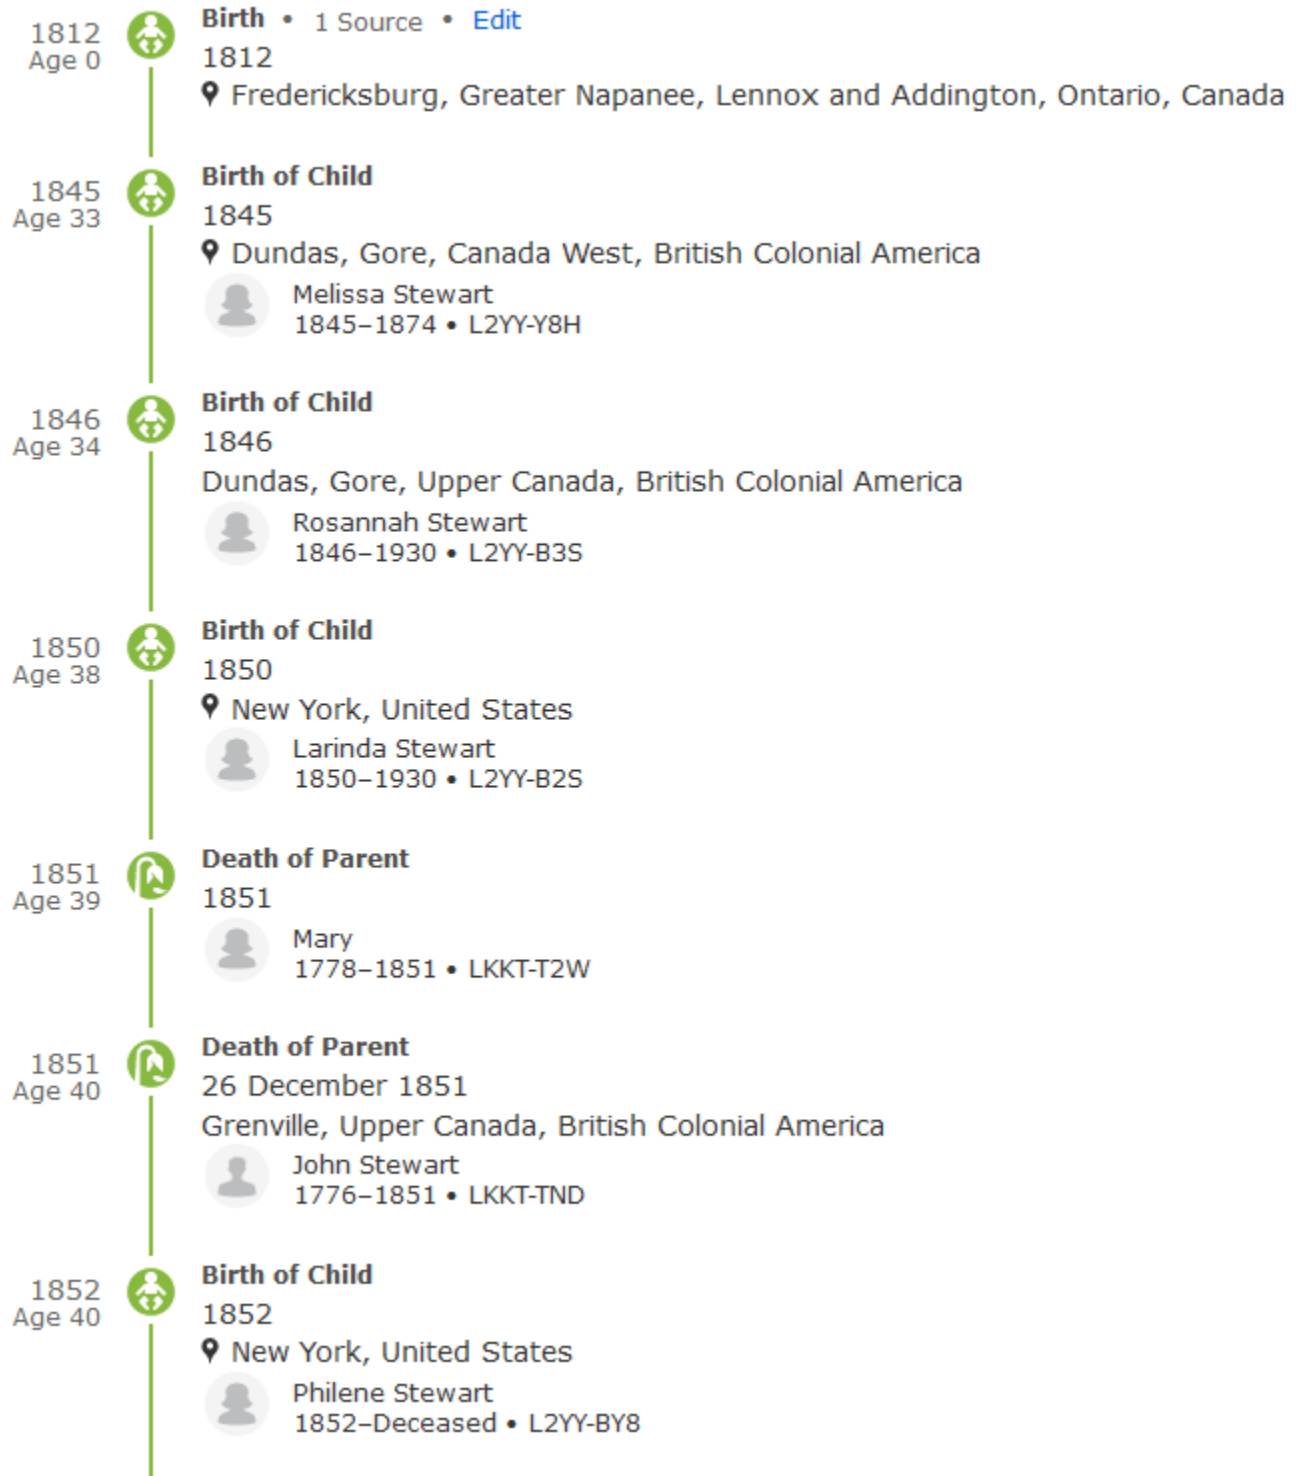 1812
Age 0
Birth • 1 Source • Edit
1812
Fredericksburg, Greater Napanee, Lennox and Addington, Ontario, Canada
1845
Age 33
Birth of Child
1845
Dundas, Gore, Canada West, British Colonial America
Melissa Stewart
1845–1874 • L2YY-Y8H
1846
Age 34
Birth of Child
1846
Dundas, Gore, Upper Canada, British Colonial America
Rosannah Stewart
1846–1930 • L2YY-B3S
1850
Age 38
Birth of Child
1850
New York, United States
Larinda Stewart
1850–1930 • L2YY-B2S
1851
Age 39
Death of Parent
1851
Mary
1778–1851 • LKKT-T2W
1851
Age 40
Death of Parent
26 December 1851
Grenville, Upper Canada, British Colonial America
John Stewart
1776–1851 • LKKT-TND
1852
Age 40
Birth of Child
1852
New York, United States
Philene Stewart
1852–Deceased • L2YY-BY8